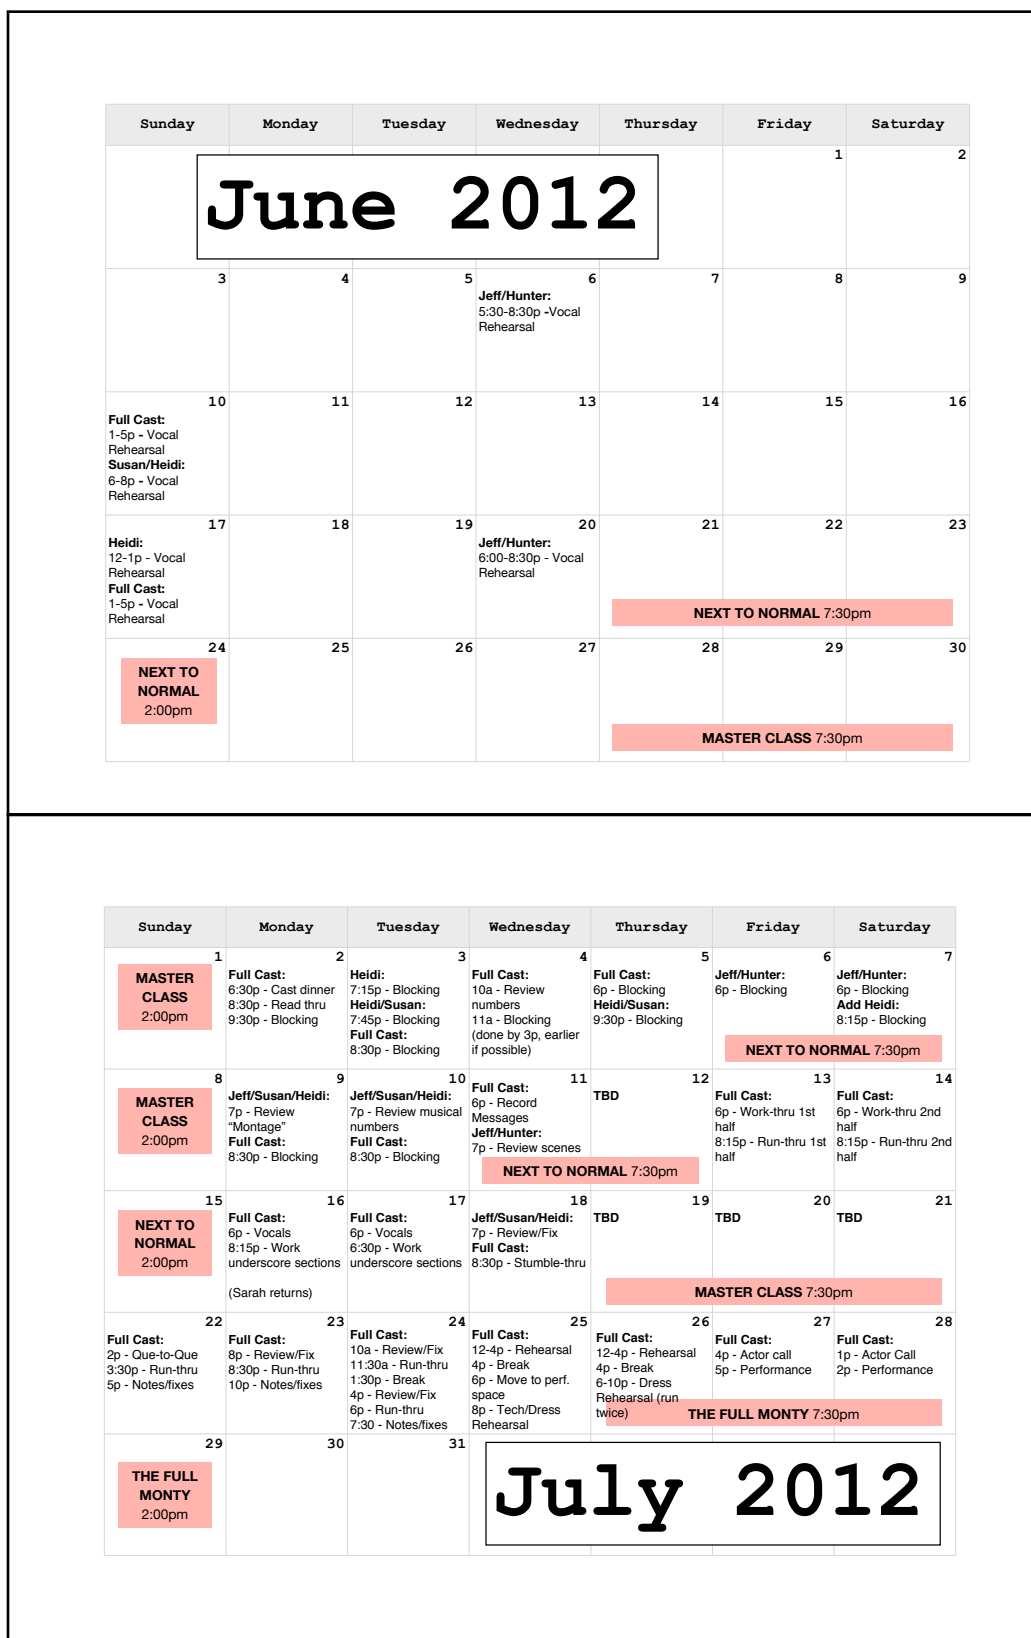 Sunday Monday Tuesday Wednesday Thursday Friday Saturday
June 2012
1 2
3 4 5 6 7 8 9
Jeff/Hunter:
5:30-8:30p -Vocal
Rehearsal
10 11 12 13 14 15 16
Full Cast:
1-5p - Vocal
Rehearsal
Susan/Heidi:
6-8p - Vocal
Rehearsal
17 18 19 20 21 22 23
Heidi:
12-1p - Vocal
Rehearsal
Full Cast:
1-5p - Vocal
Rehearsal
Jeff/Hunter:
6:00-8:30p - Vocal
Rehearsal
NEXT TO NORMAL 7:30pm
24 25 26 27 28 29 30
NEXT TO
NORMAL
2:00pm
MASTER CLASS 7:30pm
Sunday Monday Tuesday Wednesday Thursday Friday Saturday
1 2 3 4 5 6 7
MASTER
CLASS
2:00pm
Full Cast:
6:30p - Cast dinner
8:30p - Read thru
9:30p - Blocking
Heidi:
7:15p - Blocking
Heidi/Susan:
7:45p - Blocking
Full Cast:
8:30p - Blocking
Full Cast:
10a - Review
numbers
11a - Blocking
(done by 3p, earlier
if possible)
Full Cast:
6p - Blocking
Heidi/Susan:
9:30p - Blocking
Jeff/Hunter:
6p - Blocking
Jeff/Hunter:
6p - Blocking
Add Heidi:
8:15p - Blocking
NEXT TO NORMAL 7:30pm
8 9 10 11 12 13 14
MASTER
CLASS
2:00pm
Jeff/Susan/Heidi:
7p - Review
“Montage”
Full Cast:
8:30p - Blocking
Jeff/Susan/Heidi:
7p - Review musical
numbers
Full Cast:
8:30p - Blocking
Full Cast:
6p - Record
Messages
Jeff/Hunter:
7p - Review scenes
TBD
Full Cast:
6p - Work-thru 1st
half
8:15p - Run-thru 1st
half
Full Cast:
6p - Work-thru 2nd
half
8:15p - Run-thru 2nd
half
NEXT TO NORMAL 7:30pm
15 16 17 18 19 20 21
NEXT TO
NORMAL
2:00pm
Full Cast:
6p - Vocals
8:15p - Work
underscore sections
(Sarah returns)
Full Cast:
6p - Vocals
6:30p - Work
underscore sections
Jeff/Susan/Heidi:
7p - Review/Fix
Full Cast:
8:30p - Stumble-thru
TBD
TBD
TBD
MASTER CLASS 7:30pm
22 23 24 25 26 27 28
Full Cast:
2p - Que-to-Que
3:30p - Run-thru
5p - Notes/fixes
Full Cast:
8p - Review/Fix
8:30p - Run-thru
10p - Notes/fixes
Full Cast:
10a - Review/Fix
11:30a - Run-thru
1:30p - Break
4p - Review/Fix
6p - Run-thru
7:30 - Notes/fixes
Full Cast:
12-4p - Rehearsal
4p - Break
6p - Move to perf.
space
8p - Tech/Dress
Rehearsal
Full Cast:
12-4p - Rehearsal
4p - Break
6-10p - Dress
Rehearsal (run
twice)
Full Cast:
4p - Actor call
5p - Performance
Full Cast:
1p - Actor Call
2p - Performance
THE FULL MONTY 7:30pm
29 30 31
THE FULL
MONTY
2:00pm
July 2012